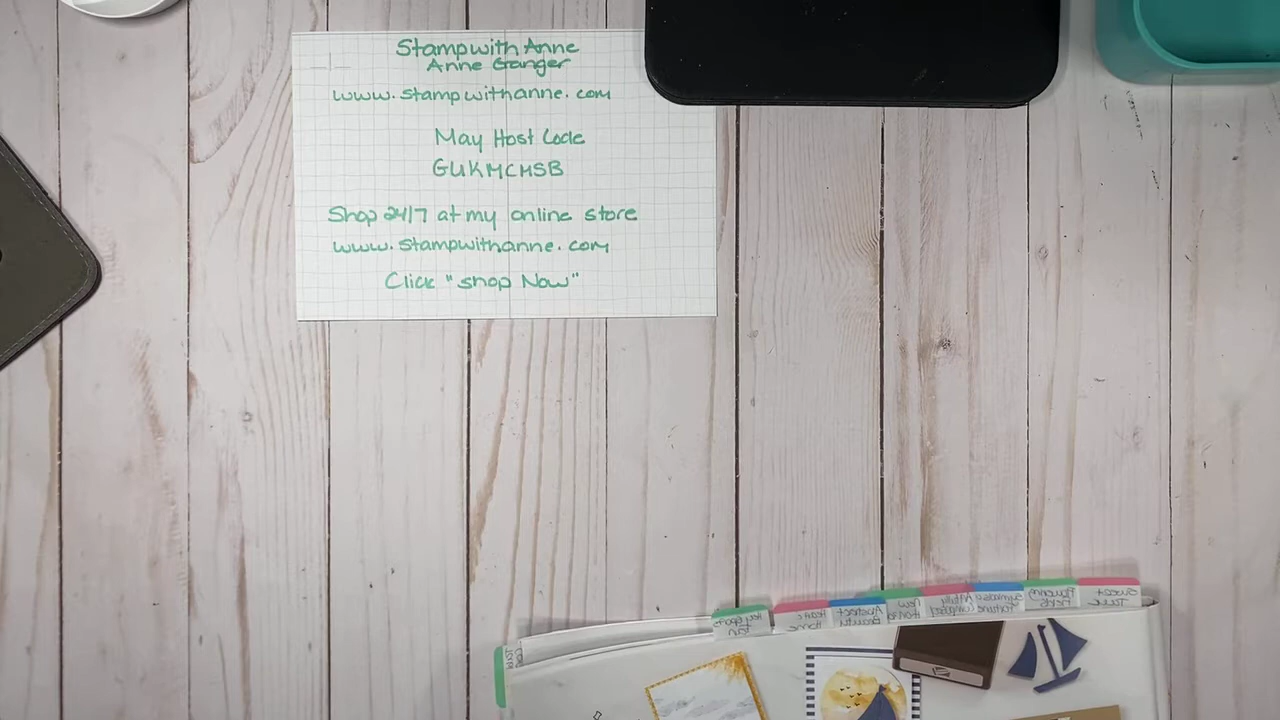 Stampwith Anne
Anne Granger
www.stampwithanne.com
May Host Code
GUKMCMSB
Shop 24/7 at my online store
www.stampwithanne.com
Click "shop Now"